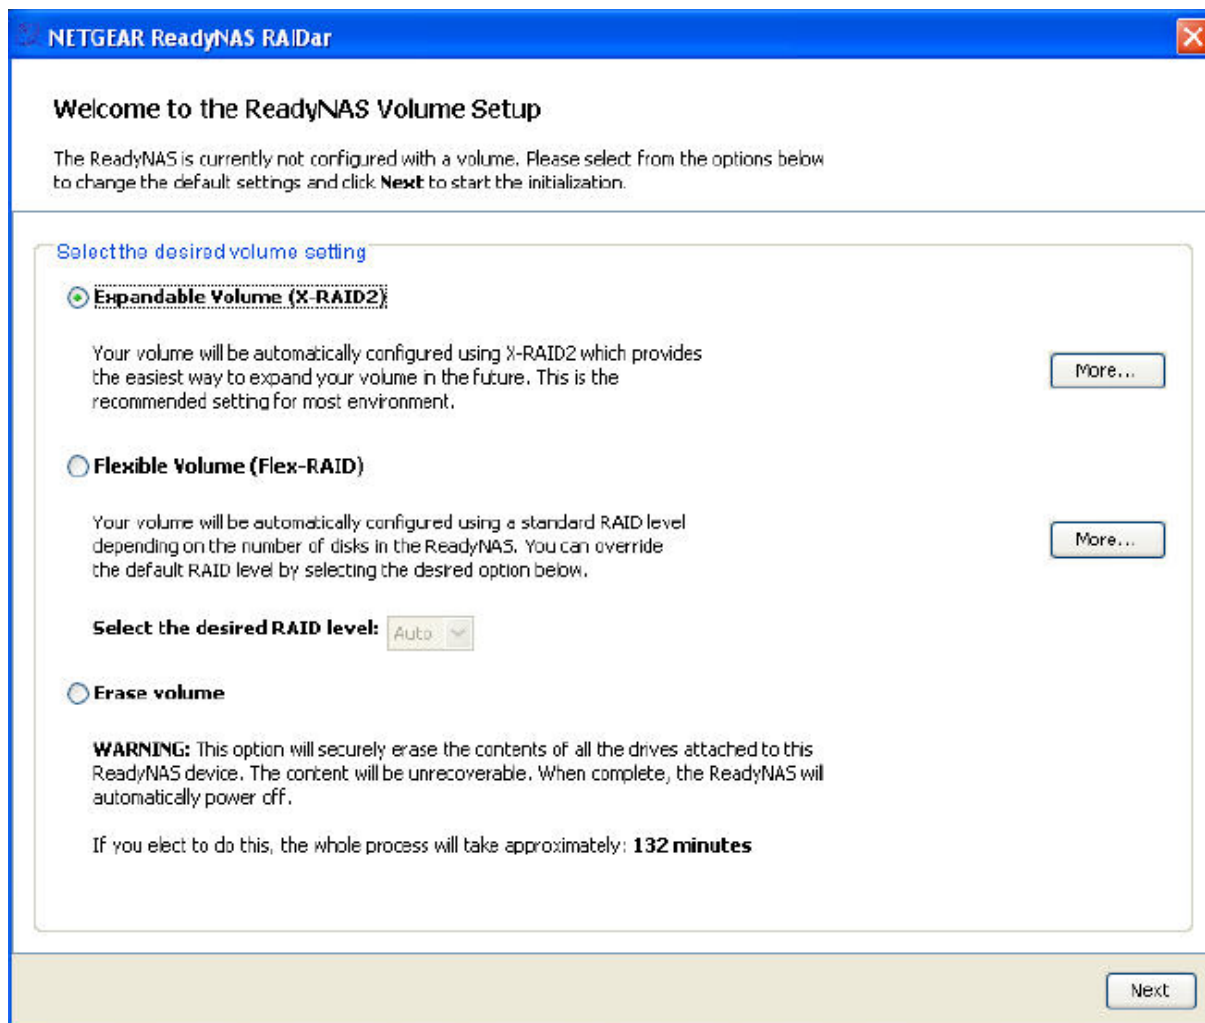 NETGEAR ReadyNAS RAIDar
Welcome to the ReadyNAS Volume Setup
The ReadyNAS is currently not configured with a volume. Please select from the options below
to change the default settings and click Next to start the initialization.
Select the desired volume setting
Expandable Volume (X-RAID2)
Your volume will be automatically configured using X-RAID2 which provides
the easiest way to expand your volume in the future. This is the
recommended setting for most environment.
More...
Flexible Volume (Flex-RAID)
Your volume will be automatically configured using a standard RAID level
depending on the number of disks in the ReadyNAS. You can override
the default RAID level by selecting the desired option below.
More...
Select the desired RAID level: Auto
Erase volume
WARNING: This option will securely erase the contents of all the drives attached to this
ReadyNAS device. The content will be unrecoverable. When complete, the ReadyNAS will
automatically power off.
If you elect to do this, the whole process will take approximately: 132 minutes
Next